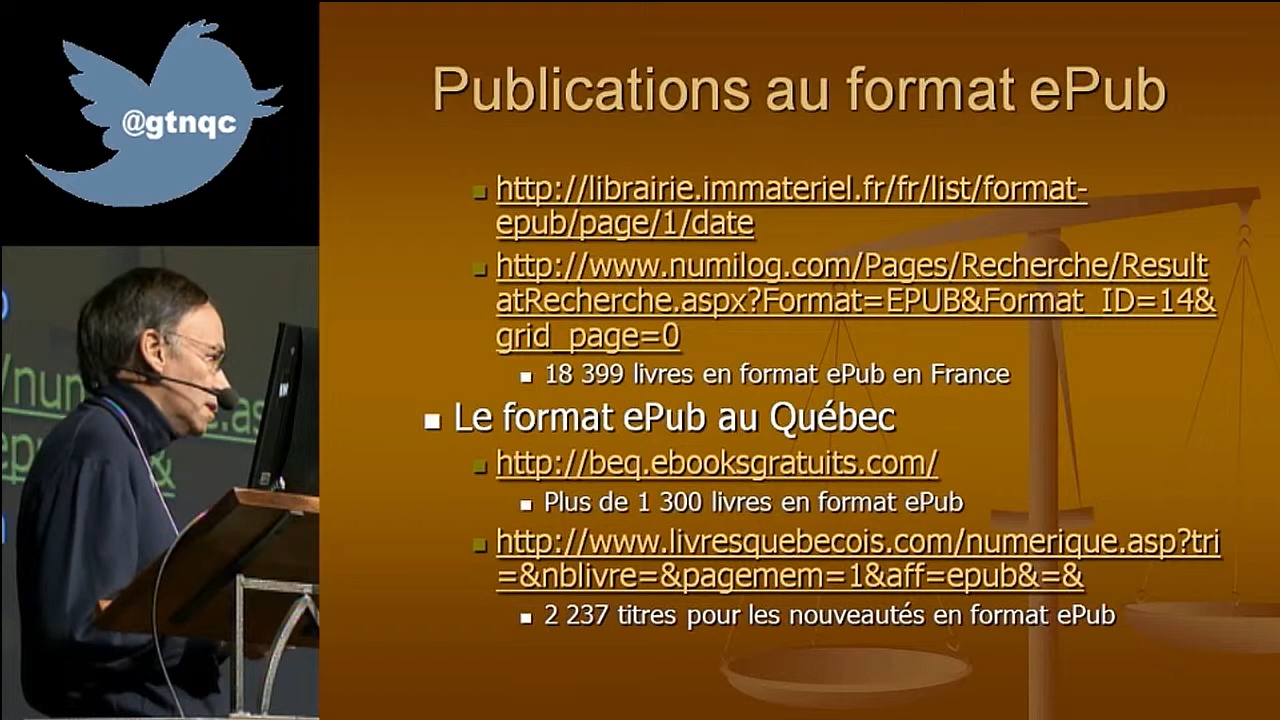 @gtnqc
Publications au format ePub
http://librairie.immateriel.fr/fr/list/format-
epub/page/1/date
http://www.numilog.com/Pages/Recherche/Result
atRecherche.aspx?Format=EPUB&Format_ID=14&
grid_page=0
18 399 livres en format ePub en France
Le format ePub au Québec
http://beq.ebooksgratuits.com/
Plus de 1 300 livres en format ePub
http://www.livresquebecois.com/numerique.asp?tri
=&nblivre=&pagemem=1&aff=epub&=&
2 237 titres pour les nouveautés en format ePub
/num
.as
ep
&